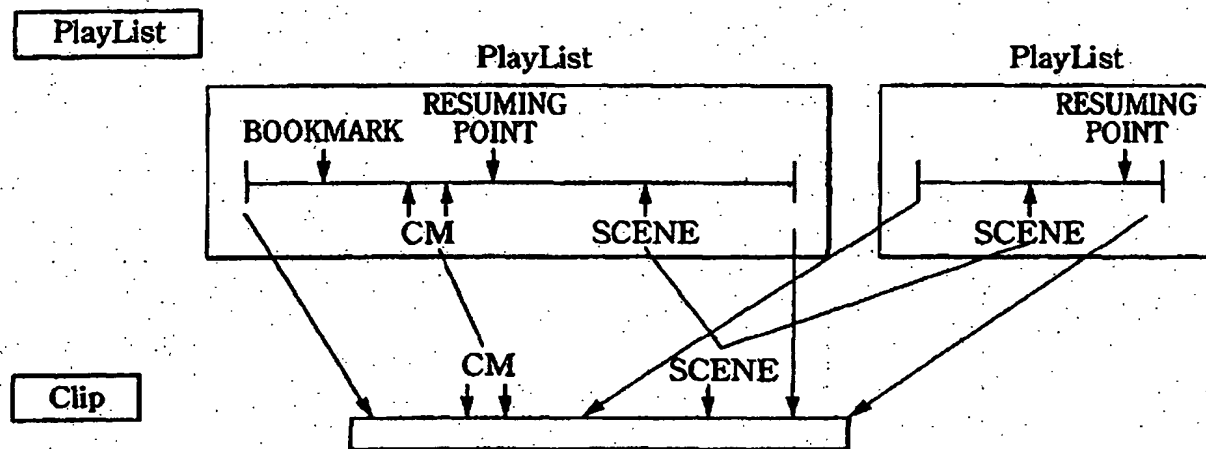 PlayList
PlayList
PlayList
BOOKMARK
RESUMING
POINT
RESUMING
POINT
CM
SCENE
SCENE
CM
SCENE
Clip